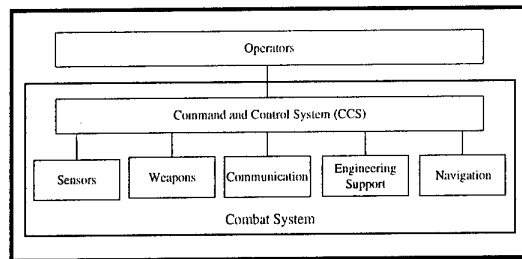 Operators
Command and Control System (CCS)
Sensors
Weapons
Communication
Engineering
Support
Navigation
Combat System